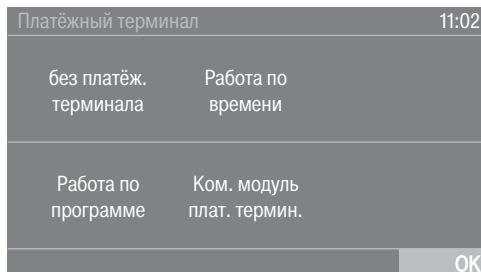 Платёжный терминал 11:02
без платёж. Работа по
терминала времени
Работа по Ком. модуль
программе плат. термин.
OK